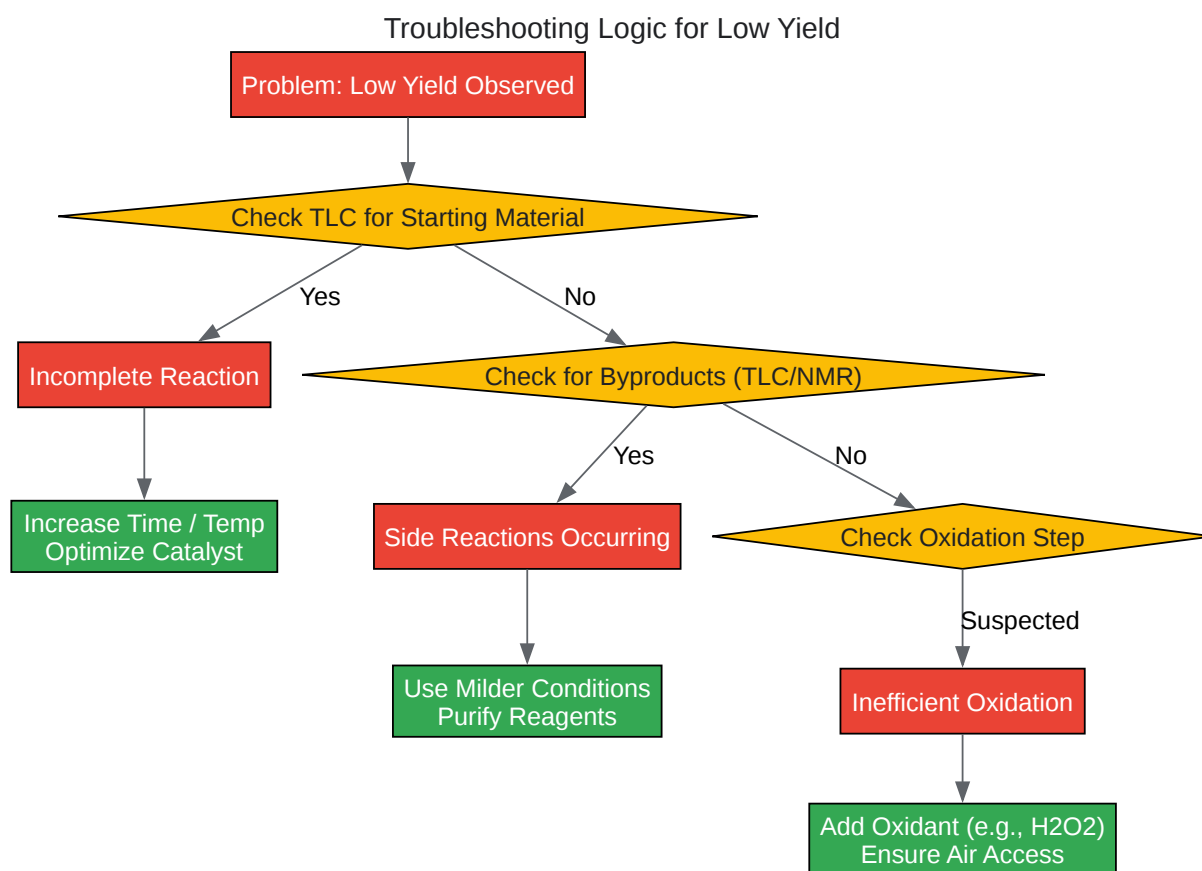 Troubleshooting Logic for Low Yield
Problem: Low Yield Observed
Check TLC for Starting Material
Yes
No
Incomplete Reaction
Check for Byproducts (TLC/NMR)
Increase Time / Temp
Optimize Catalyst
Yes
No
Side Reactions Occurring
Check Oxidation Step
Suspected
Use Milder Conditions
Purify Reagents
Inefficient Oxidation
Add Oxidant (e.g., H2O2)
Ensure Air Access